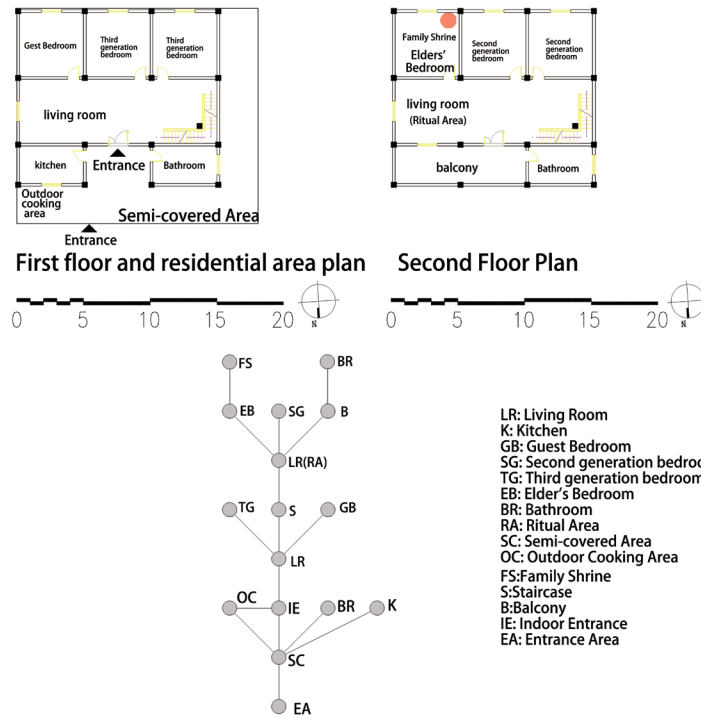 Gest Bedroom
Third
generation
bedroom
Third
generation
bedroom
living room
kitchen
Entrance
Bathroom
Outdoor
cooking
area
Semi-covered Area
Entrance
Family Shrine
Elders'
Bedroom
Second
generation
bedroom
Second
generation
bedroom
living room
(Ritual Area)
balcony
Bathroom
First floor and residential area plan
Second Floor Plan
0 5 10 15 20
N
0 5 10 15 20
N
FS
BR
EB
SG
B
LR(RA)
TG
S
GB
LR
OC
IE
BR
K
SC
EA
LR: Living Room
K: Kitchen
GB: Guest Bedroom
SG: Second generation bedroo
TG: Third generation bedroom
EB: Elder's Bedroom
BR: Bathroom
RA: Ritual Area
SC: Semi-covered Area
OC: Outdoor Cooking Area
FS:Family Shrine
S:Staircase
B:Balcony
IE: Indoor Entrance
EA: Entrance Area